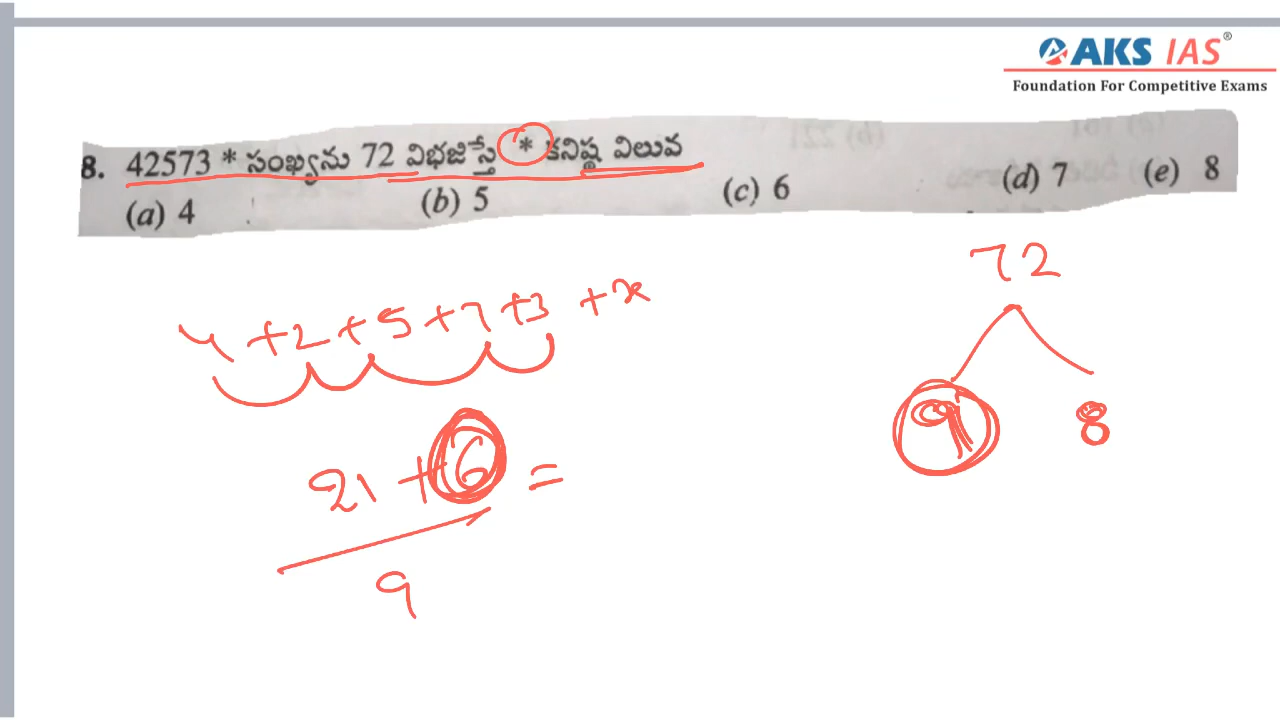 AKS IAS®
Foundation For Competitive Exams
8. 42573 * సంఖ్యను 72 విభజిస్తే * కనిష్ఠ విలువ
(a) 4 (b) 5 (c) 6 (d) 7 (e) 8
72
4 + 2 + 5 + 7 + 3 + x
9 8
21 + 6 =
9